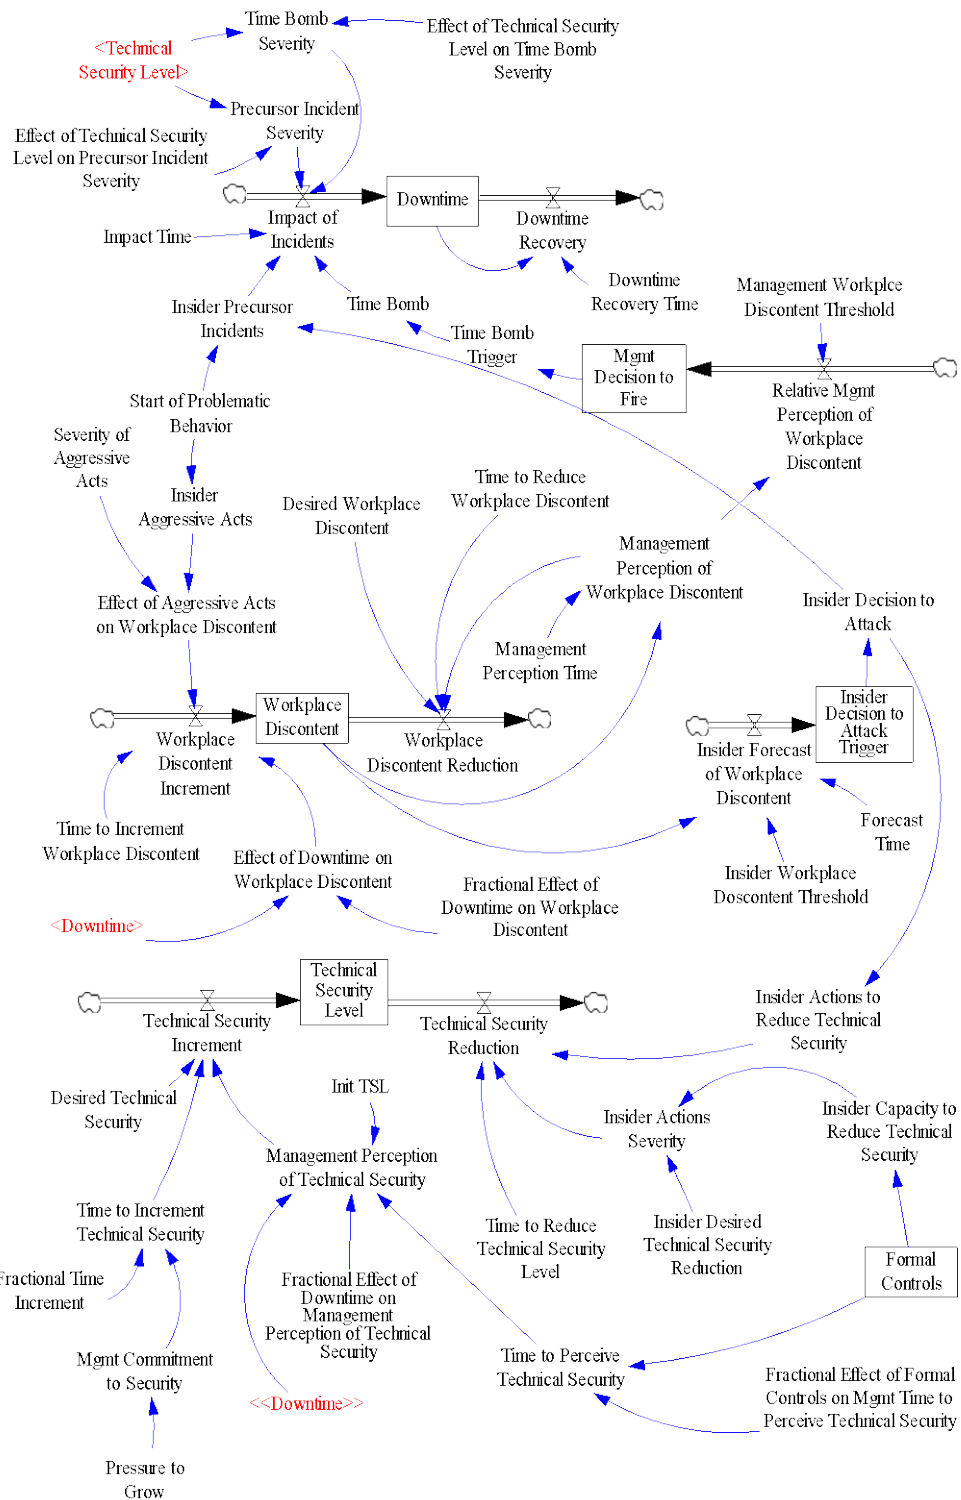 Time Bomb
Severity
Effect of Technical Security
Level on Time Bomb
Severity
<Technical
Security Level>
Precursor Incident
Severity
Effect of Technical Security
Level on Precursor Incident
Severity
Downtime
Impact of
Incidents
Downtime
Recovery
Impact Time
Downtime
Recovery Time
Management Workplce
Discontent Threshold
Insider Precursor
Incidents
Time Bomb
Time Bomb
Trigger
Mgmt
Decision to
Fire
Relative Mgmt
Perception of
Workplace
Discontent
Start of Problematic
Behavior
Severity of
Aggressive
Acts
Insider
Aggressive Acts
Desired Workplace
Discontent
Time to Reduce
Workplace Discontent
Management
Perception of
Workplace Discontent
Effect of Aggressive Acts
on Workplace Discontent
Management
Perception Time
Insider Decision to
Attack
Workplace
Discontent
Insider
Decision to
Attack
Trigger
Workplace
Discontent
Increment
Workplace
Discontent Reduction
Insider Forecast
of Workplace
Discontent
Time to Increment
Workplace Discontent
Forecast
Time
Effect of Downtime on
Workplace Discontent
Insider Workplace
Doscontent Threshold
Fractional Effect of
Downtime on Workplace
Discontent
<Downtime>
Technical
Security
Level
Technical Security
Increment
Technical Security
Reduction
Insider Actions to
Reduce Technical
Security
Desired Technical
Security
Init TSL
Insider Actions
Severity
Insider Capacity to
Reduce Technical
Security
Management Perception
of Technical Security
Time to Increment
Technical Security
Time to Reduce
Technical Security
Level
Insider Desired
Technical Security
Reduction
Formal
Controls
Fractional Time
Increment
Fractional Effect of
Downtime on
Management
Perception of Technical
Security
Mgmt Commitment
to Security
Time to Perceive
Technical Security
<<Downtime>>
Fractional Effect of Formal
Controls on Mgmt Time to
Perceive Technical Security
Pressure to
Grow